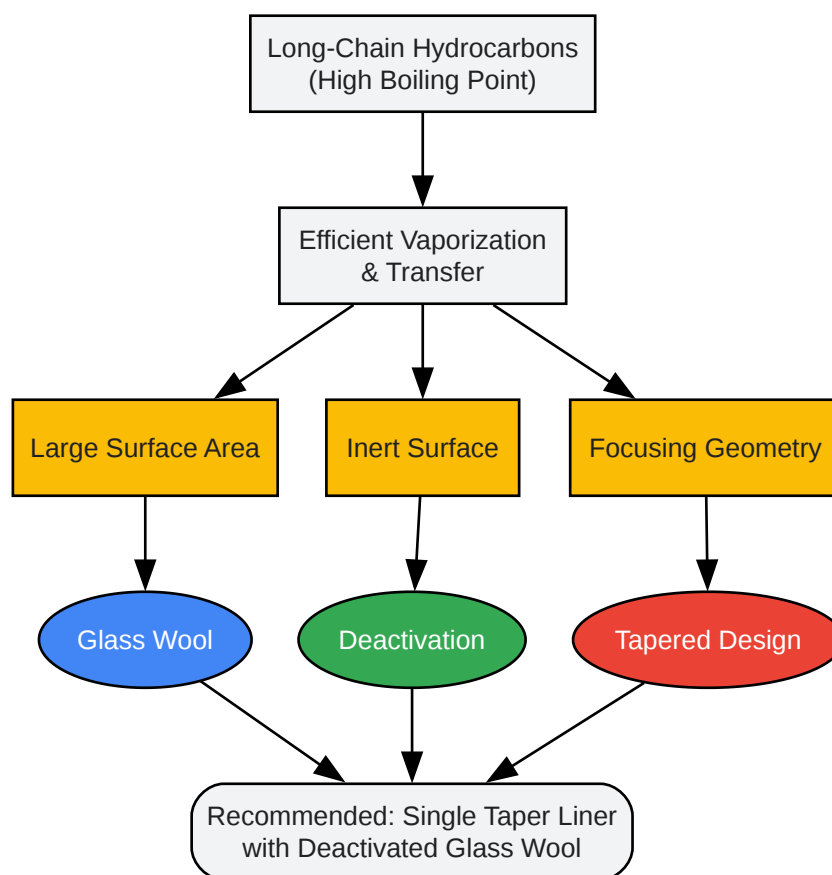 Long-Chain Hydrocarbons
(High Boiling Point)
Efficient Vaporization
& Transfer
Large Surface Area
Inert Surface
Focusing Geometry
Glass Wool
Deactivation
Tapered Design
Recommended: Single Taper Liner
with Deactivated Glass Wool